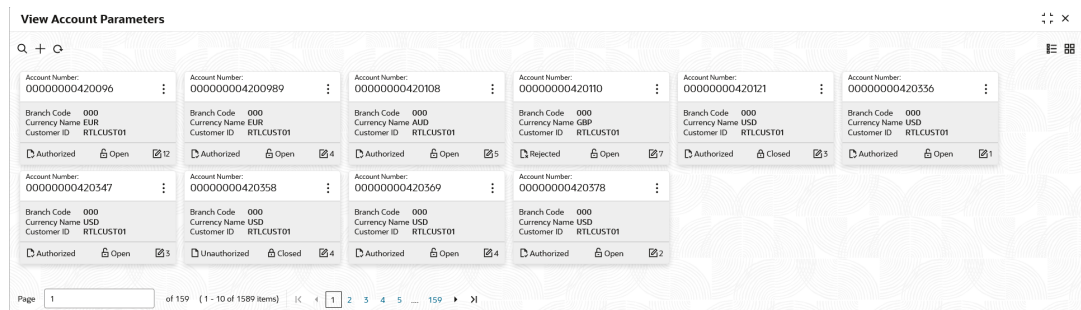 View Account Parameters
Account Number:
00000000420096
Branch Code 000
Currency Name EUR
Customer ID RTLCUST01
Authorized Open 12
Account Number:
00000004200989
Branch Code 000
Currency Name EUR
Customer ID RTLCUST01
Authorized Open 4
Account Number:
00000000420108
Branch Code 000
Currency Name AUD
Customer ID RTLCUST01
Authorized Open 5
Account Number:
00000000420110
Branch Code 000
Currency Name GBP
Customer ID RTLCUST01
Rejected Open 7
Account Number:
00000000420121
Branch Code 000
Currency Name USD
Customer ID RTLCUST01
Authorized Closed 3
Account Number:
00000000420336
Branch Code 000
Currency Name USD
Customer ID RTLCUST01
Authorized Open 1
Account Number:
00000000420347
Branch Code 000
Currency Name USD
Customer ID RTLCUST01
Authorized Open 3
Account Number:
00000000420358
Branch Code 000
Currency Name USD
Customer ID RTLCUST01
Unauthorized Closed 4
Account Number:
00000000420369
Branch Code 000
Currency Name USD
Customer ID RTLCUST01
Authorized Open 4
Account Number:
00000000420378
Branch Code 000
Currency Name USD
Customer ID RTLCUST01
Authorized Open 2
Page 1 of 159 ( 1 - 10 of 1589 items) 1 2 3 4 5 .... 159